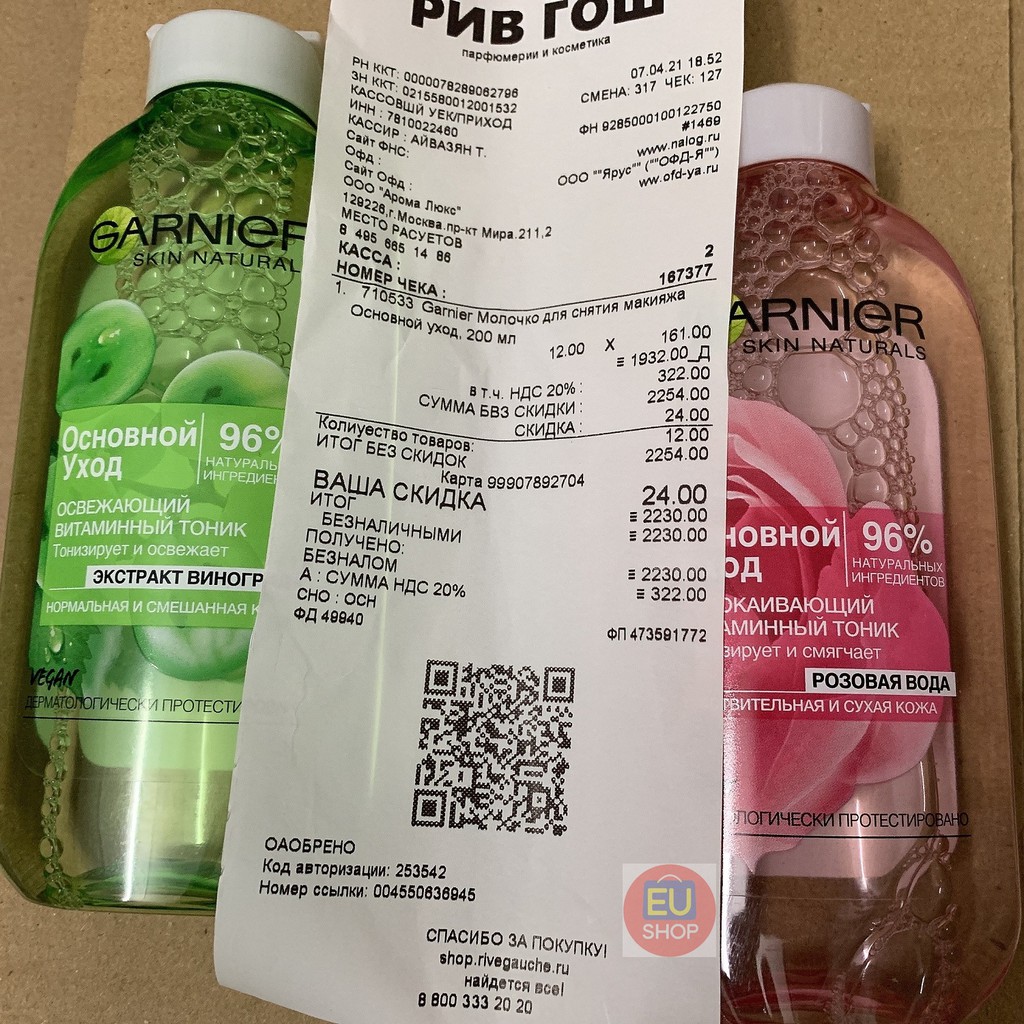 GARNIER
SKIN NATURAL
ОСНОВНОЙ
УХОД
96%
НАТУРАЛЬ
ИНГРЕДИЕН
ОСВЕЖАЮЩИЙ
ВИТАМИННЫЙ ТОНИК
Тонизирует и освежает
ЭКСТРАКТ ВИНОГР
НОРМАЛЬНАЯ И СМЕШАННАЯ К
VEGAN
ДЕРМАТОЛОГИЧЕСКИ ПРОТЕСТИ
РИВ ГОШ
парфюмерии и косметика
07.04.21 18.52
РН ККТ: 0000078289062796 СМЕНА: 317 ЧЕК: 127
ЗН ККТ: 0215580012001532
КАССОВШЙ УЕК/ПРИХОД ФН 9285000100122750
ИНН : 7810022460 #1469
КАССИР : АЙВАЗЯН Т. www.nalog.ru
Сайт ФНС: ООО ""Ярус"" (""ОФД-Я"")
Офд : ww.ofd-ya.ru
Сайт Офд :
ООО "Арома Люкс"
129226,г.Москва.пр-кт Мира.211,2
МЕСТО РАСУЕТОВ
8 495 665 14 86
КАССА : 2
НОМЕР ЧЕКА : 167377
1. 710533 Garnier Молочко для снятия макияжа
Основной уход, 200 мл
12.00 X 161.00
≡ 1932.00_Д
в т.ч. НДС 20% : 322.00
СУММА БВЗ СКИДКИ : 2254.00
СКИДКА : 24.00
Колиуество товаров: 12.00
ИТОГ БЕЗ СКИДОК 2254.00
Карта 99907892704
ВАША СКИДКА 24.00
ИТОГ ≡ 2230.00
БЕЗНАЛИЧНЫМИ ≡ 2230.00
ПОЛУЧЕНО:
БЕЗНАЛОМ ≡ 2230.00
А : СУММА НДС 20% ≡ 322.00
СНО : ОСН
ФД 49940 ФП 473591772
ОАОБРЕНО
Код авторизации: 253542
Номер ссылки: 004550636945
СПАСИБО ЗА ПОКУПКУ!
shop.rivegauche.ru
найдется все!
8 800 333 20 20
ARNIER
SKIN NATURALS
НОВНОЙ
ОД
96%
НАТУРАЛЬНЫХ
ИНГРЕДИЕНТОВ
ОКАИВАЮЩИЙ
АМИННЫЙ ТОНИК
зирует и смягчает
РОЗОВАЯ ВОДА
ТВИТЕЛЬНАЯ И СУХАЯ КОЖА
ОЛОГИЧЕСКИ ПРОТЕСТИРОВАНО
EU
SHOP